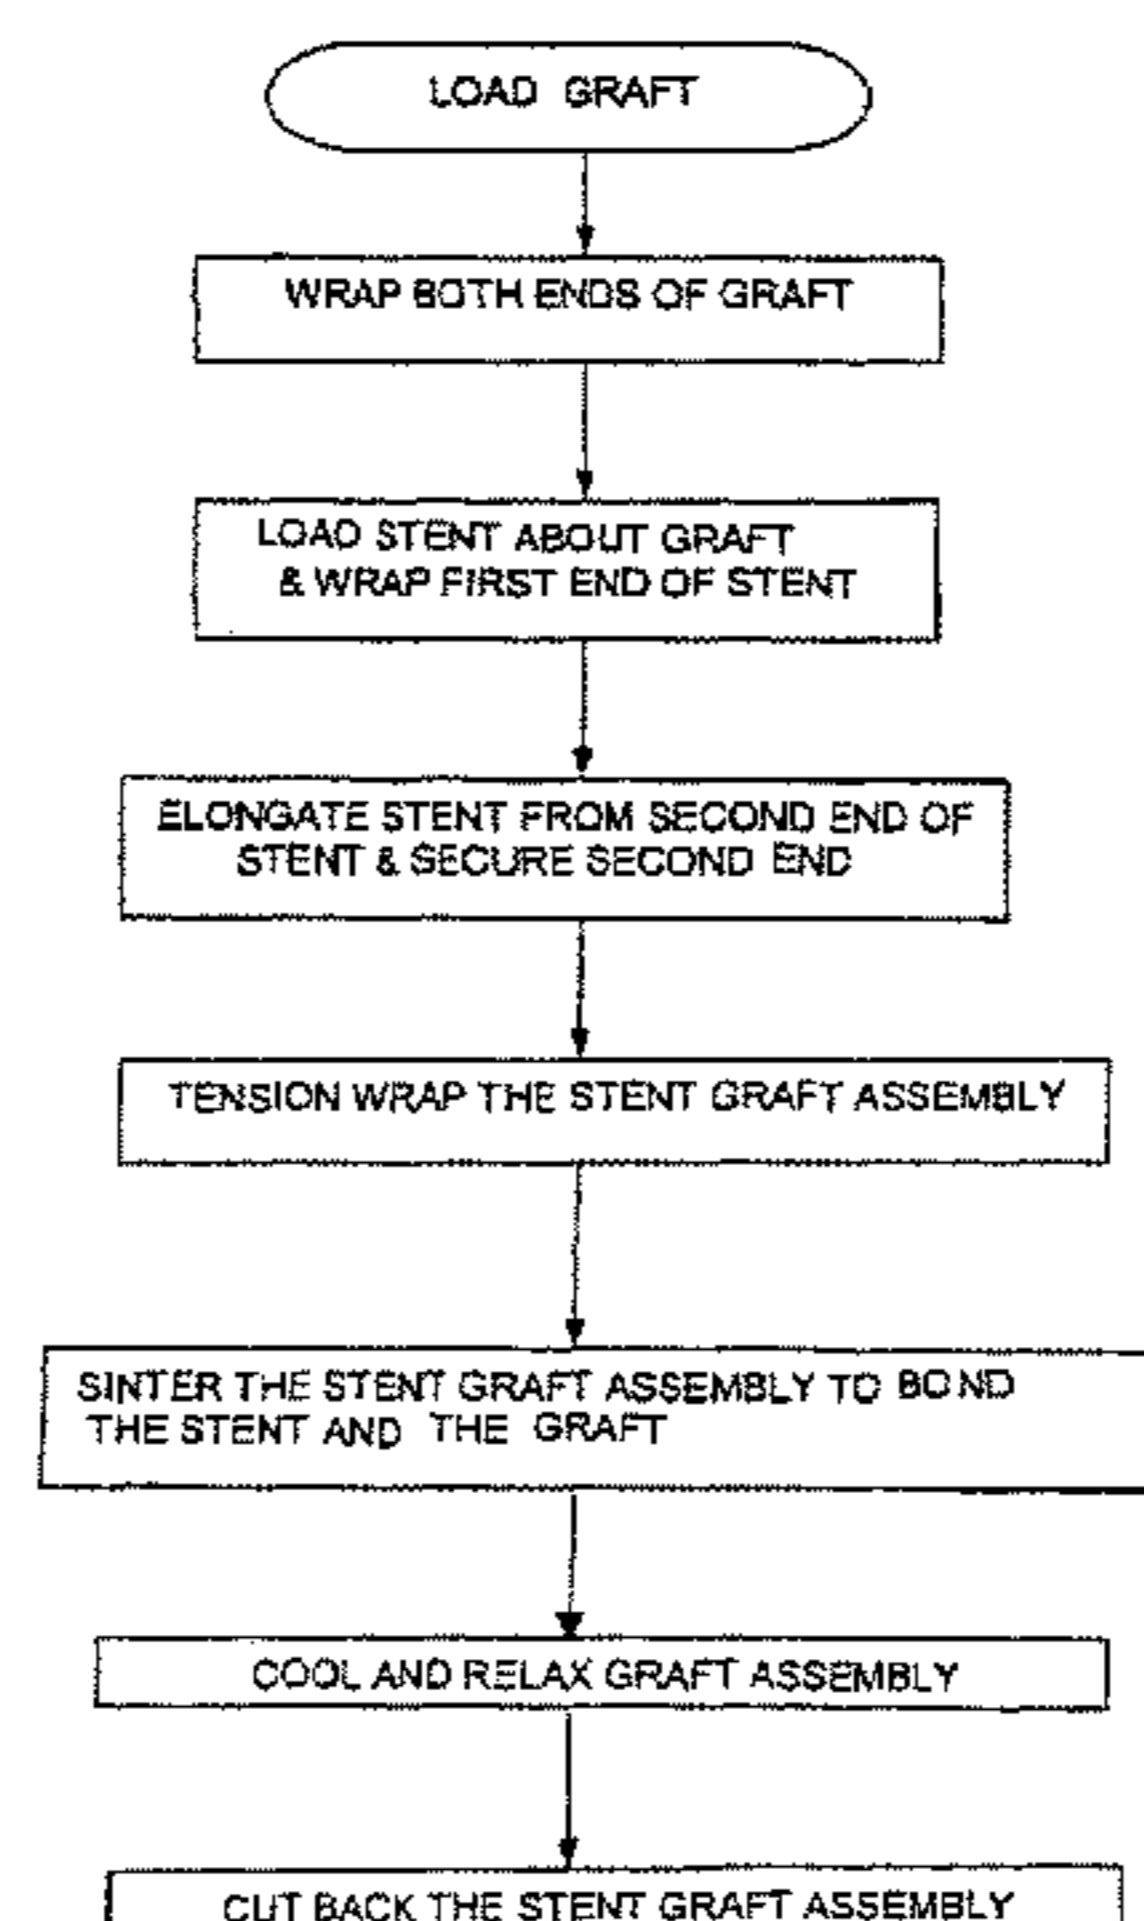 LOAD GRAFT
WRAP BOTH ENDS OF GRAFT
LOAD STENT ABOUT GRAFT
& WRAP FIRST END OF STENT
ELONGATE STENT FROM SECOND END OF
STENT & SECURE SECOND END
TENSION WRAP THE STENT GRAFT ASSEMBLY
SINTER THE STENT GRAFT ASSEMBLY TO BOND
THE STENT AND THE GRAFT
COOL AND RELAX GRAFT ASSEMBLY
CUT BACK THE STENT GRAFT ASSEMBLY